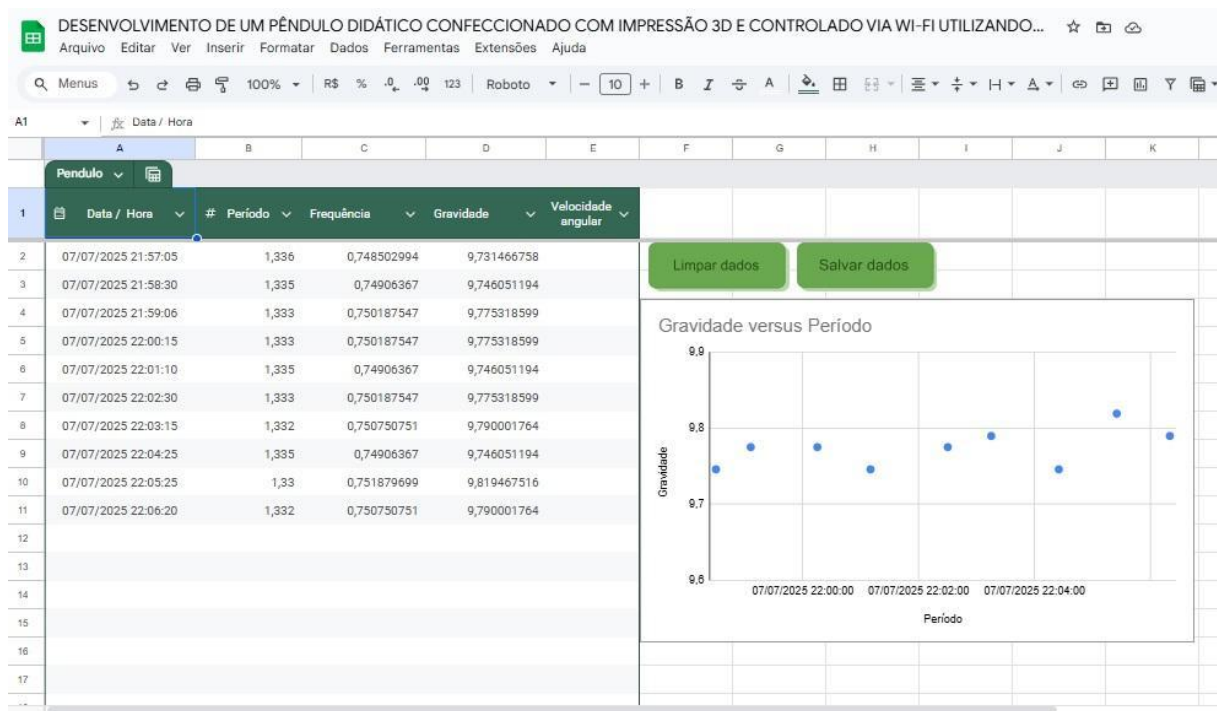 DESENVOLVIMENTO DE UM PÊNDULO DIDÁTICO CONFECCIONADO COM IMPRESSÃO 3D E CONTROLADO VIA WI-FI UTILIZANDO...
Arquivo Editar Ver Inserir Formatar Dados Ferramentas Extensões Ajuda
Menus 100% R$ % .0 .00 123 Roboto 10 B I A A
A1 fx Data / Hora
A B C D E F G H I J K
Pendulo
1 Data / Hora # Período Frequência Gravidade Velocidade angular
2 07/07/2025 21:57:05 1,336 0,748502994 9,731466758
3 07/07/2025 21:58:30 1,335 0,74906367 9,746051194
4 07/07/2025 21:59:06 1,333 0,750187547 9,775318599
5 07/07/2025 22:00:15 1,333 0,750187547 9,775318599
6 07/07/2025 22:01:10 1,335 0,74906367 9,746051194
7 07/07/2025 22:02:30 1,333 0,750187547 9,775318599
8 07/07/2025 22:03:15 1,332 0,750750751 9,790001764
9 07/07/2025 22:04:25 1,335 0,74906367 9,746051194
10 07/07/2025 22:05:25 1,33 0,751879699 9,819467516
11 07/07/2025 22:06:20 1,332 0,750750751 9,790001764
12
13
14
15
16
17
Limpar dados Salvar dados
Gravidade versus Período
9,9
9,8
9,7
9,6
Gravidade
07/07/2025 22:00:00 07/07/2025 22:02:00 07/07/2025 22:04:00
Período